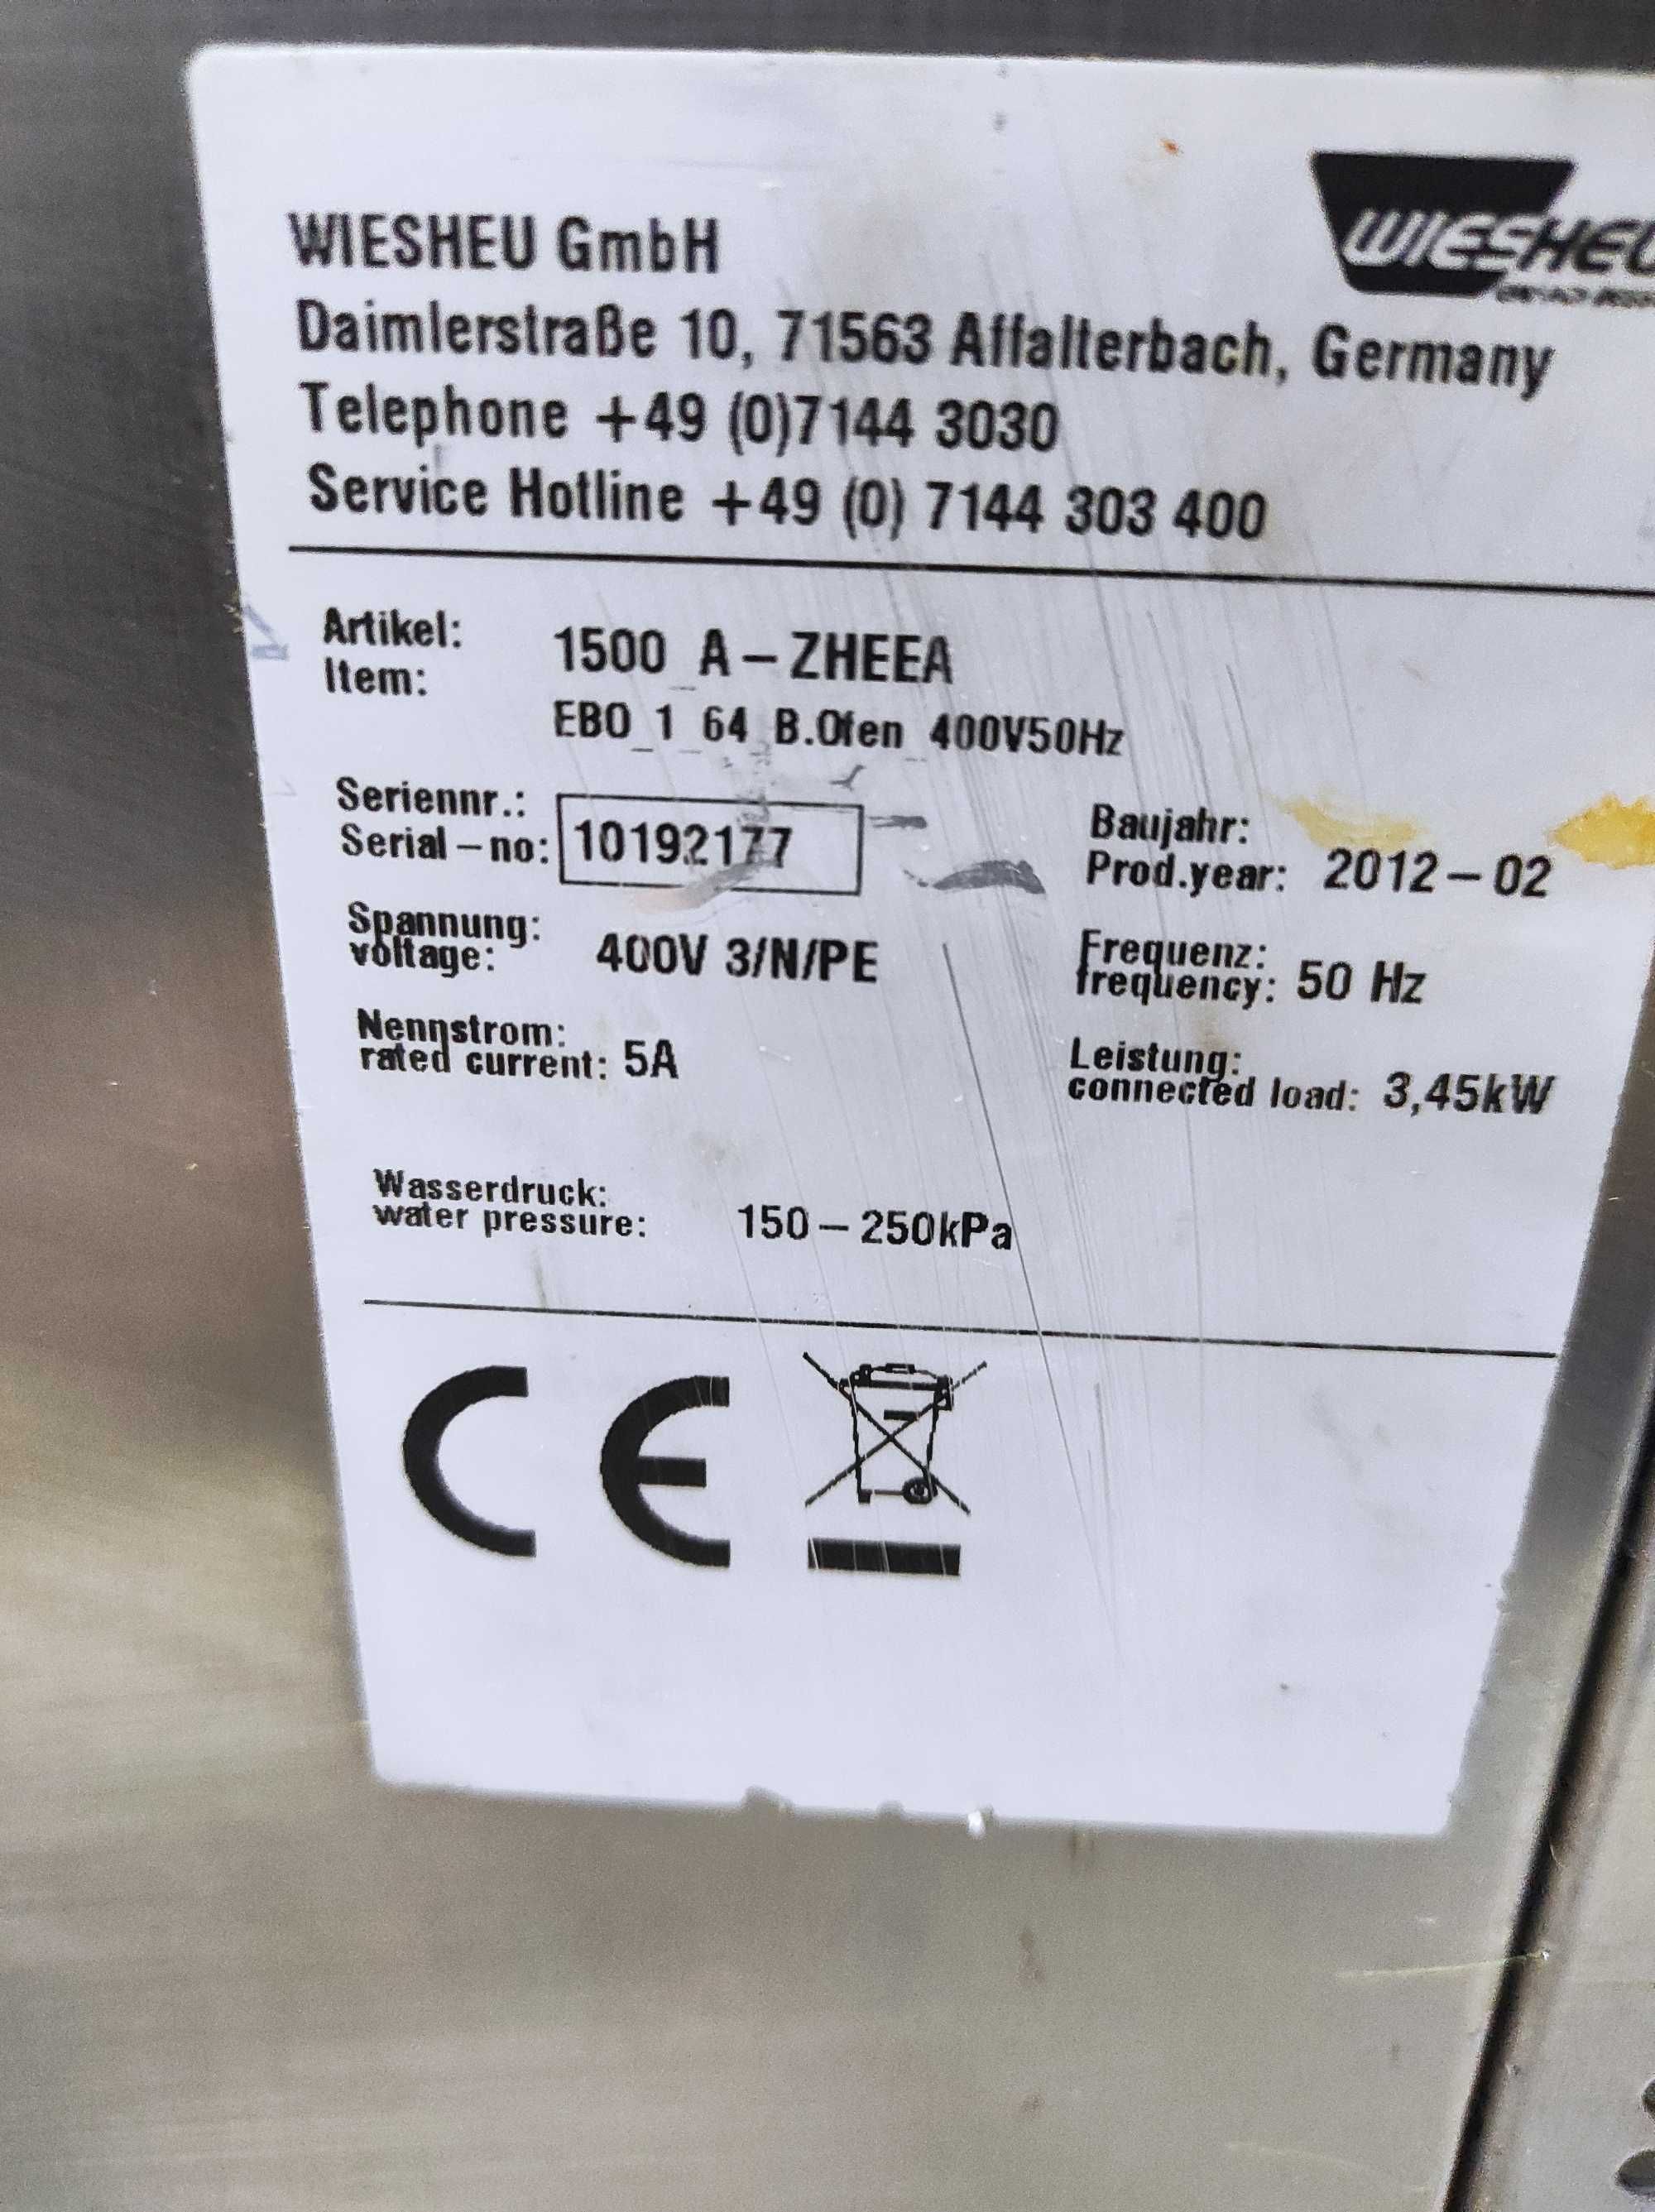 WIESHEU GmbH
WIESHEU
Daimlerstraße 10, 71563 Affalterbach, Germany
Telephone +49 (0)7144 3030
Service Hotline +49 (0) 7144 303 400
Artikel:
Item:
1500_A-ZHEEA
EBO_1_64_B.Ofen_400V50Hz
Seriennr.:
Serial-no: 10192177
Baujahr:
Prod.year: 2012-02
Spannung:
voltage: 400V 3/N/PE
Frequenz:
frequency: 50 Hz
Nennstrom:
rated current: 5A
Leistung:
connected load: 3,45kW
Wasserdruck:
water pressure: 150-250kPa
CE